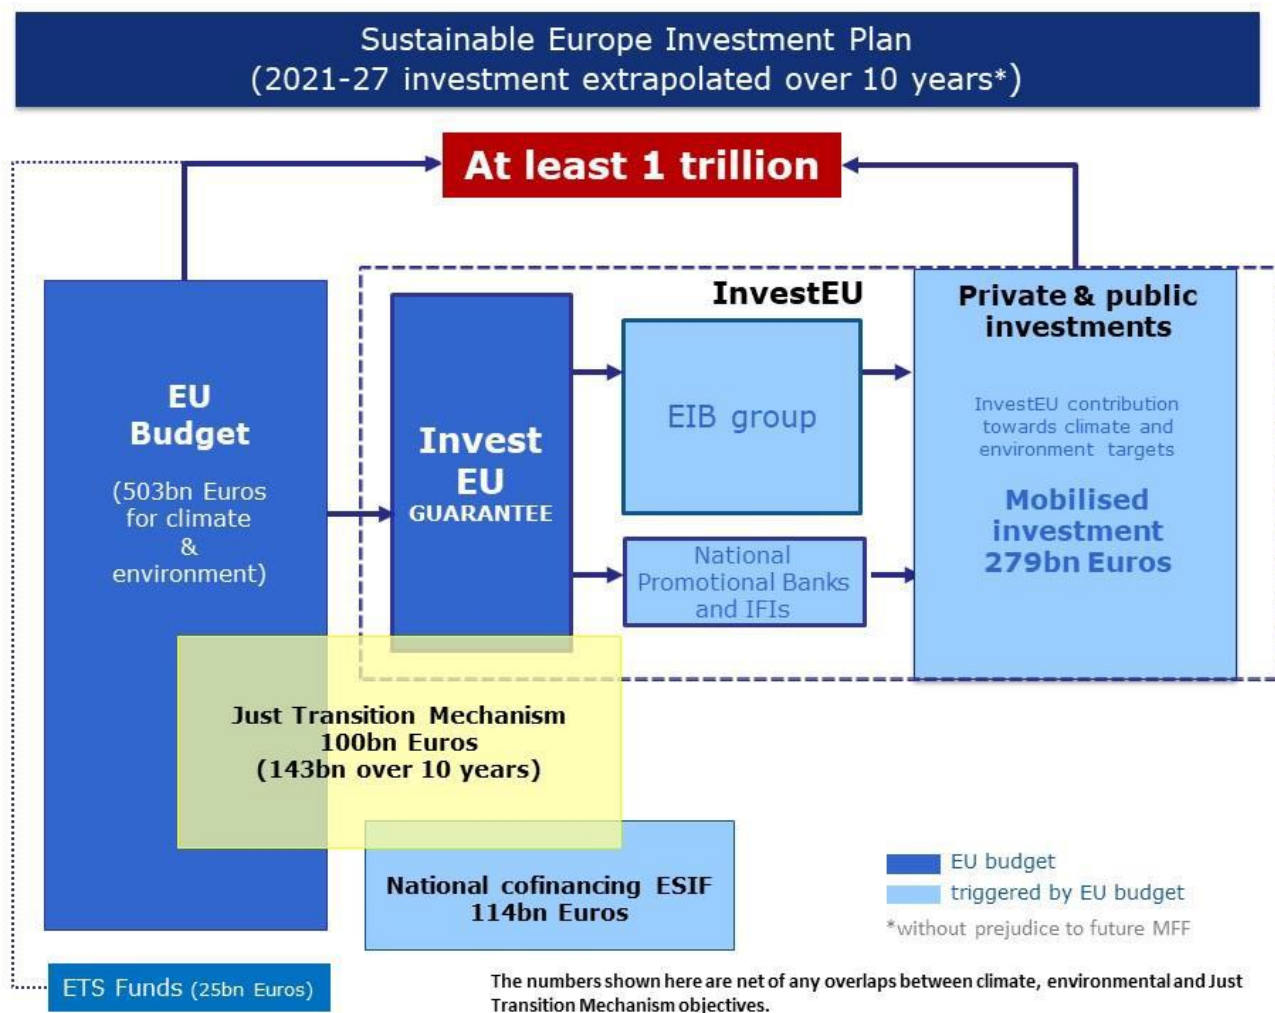 Sustainable Europe Investment Plan
(2021-27 investment extrapolated over 10 years*)
At least 1 trillion
EU
Budget
(503bn Euros
for climate
&
environment)
Invest
EU
GUARANTEE
InvestEU
EIB group
National
Promotional Banks
and IFIs
Private & public
investments
InvestEU contribution
towards climate and
environment targets
Mobilised
investment
279bn Euros
Just Transition Mechanism
100bn Euros
(143bn over 10 years)
National cofinancing ESIF
114bn Euros
EU budget
triggered by EU budget
*without prejudice to future MFF
ETS Funds (25bn Euros)
The numbers shown here are net of any overlaps between climate, environmental and Just
Transition Mechanism objectives.